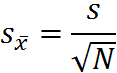 s_x̄ = s / √N